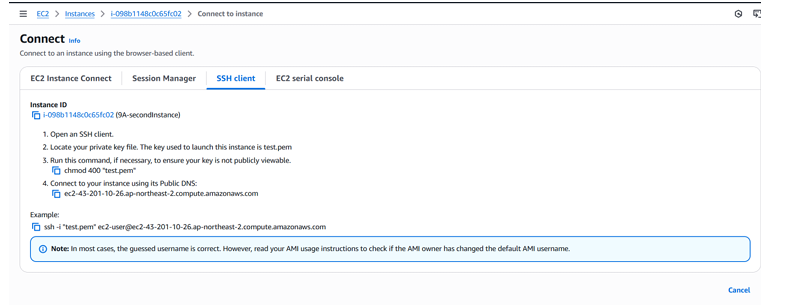 EC2 > Instances > i-098b1148c0c65fc02 > Connect to instance
Connect Info
Connect to an instance using the browser-based client.
EC2 Instance Connect Session Manager SSH client EC2 serial console
Instance ID
i-098b1148c0c65fc02 (9A-secondInstance)
1. Open an SSH client.
2. Locate your private key file. The key used to launch this instance is test.pem
3. Run this command, if necessary, to ensure your key is not publicly viewable.
chmod 400 "test.pem"
4. Connect to your instance using its Public DNS:
ec2-43-201-10-26.ap-northeast-2.compute.amazonaws.com
Example:
ssh -i "test.pem" ec2-user@ec2-43-201-10-26.ap-northeast-2.compute.amazonaws.com
Note: In most cases, the guessed username is correct. However, read your AMI usage instructions to check if the AMI owner has changed the default AMI username.
Cancel